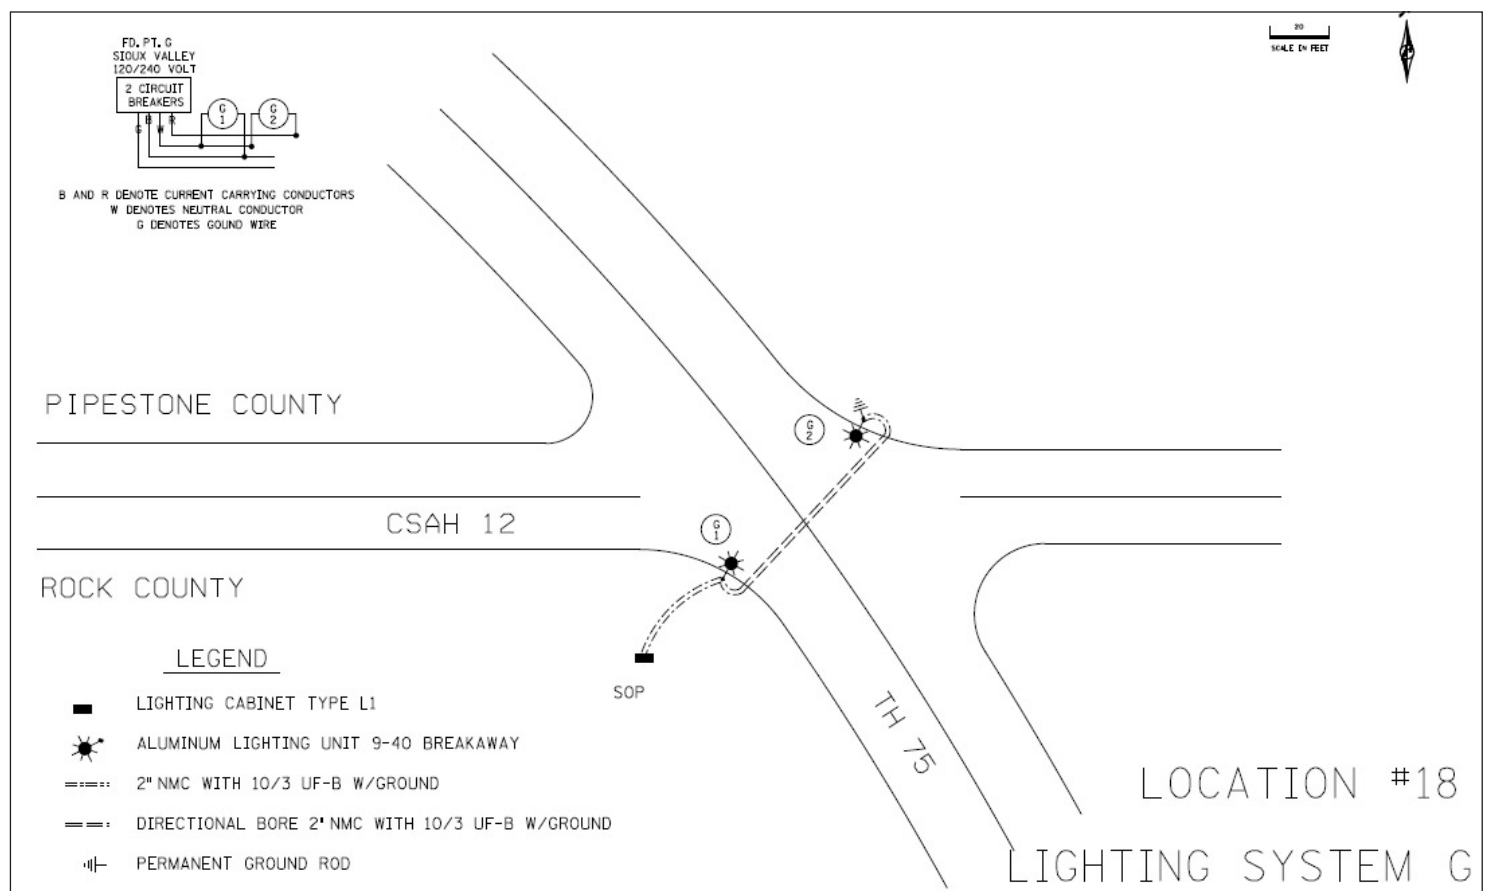 FD. PT. G
SIOUX VALLEY
120/240 VOLT
2 CIRCUIT
BREAKERS
G
B
W
R
G
1
G
2
B AND R DENOTE CURRENT CARRYING CONDUCTORS
W DENOTES NEUTRAL CONDUCTOR
G DENOTES GOUND WIRE
20
SCALE IN FEET
PIPESTONE COUNTY
G
2
CSAH 12
G
1
ROCK COUNTY
SOP
TH 75
LEGEND
LIGHTING CABINET TYPE L1
ALUMINUM LIGHTING UNIT 9-40 BREAKAWAY
2" NMC WITH 10/3 UF-B W/GROUND
DIRECTIONAL BORE 2" NMC WITH 10/3 UF-B W/GROUND
PERMANENT GROUND ROD
LOCATION #18
LIGHTING SYSTEM G